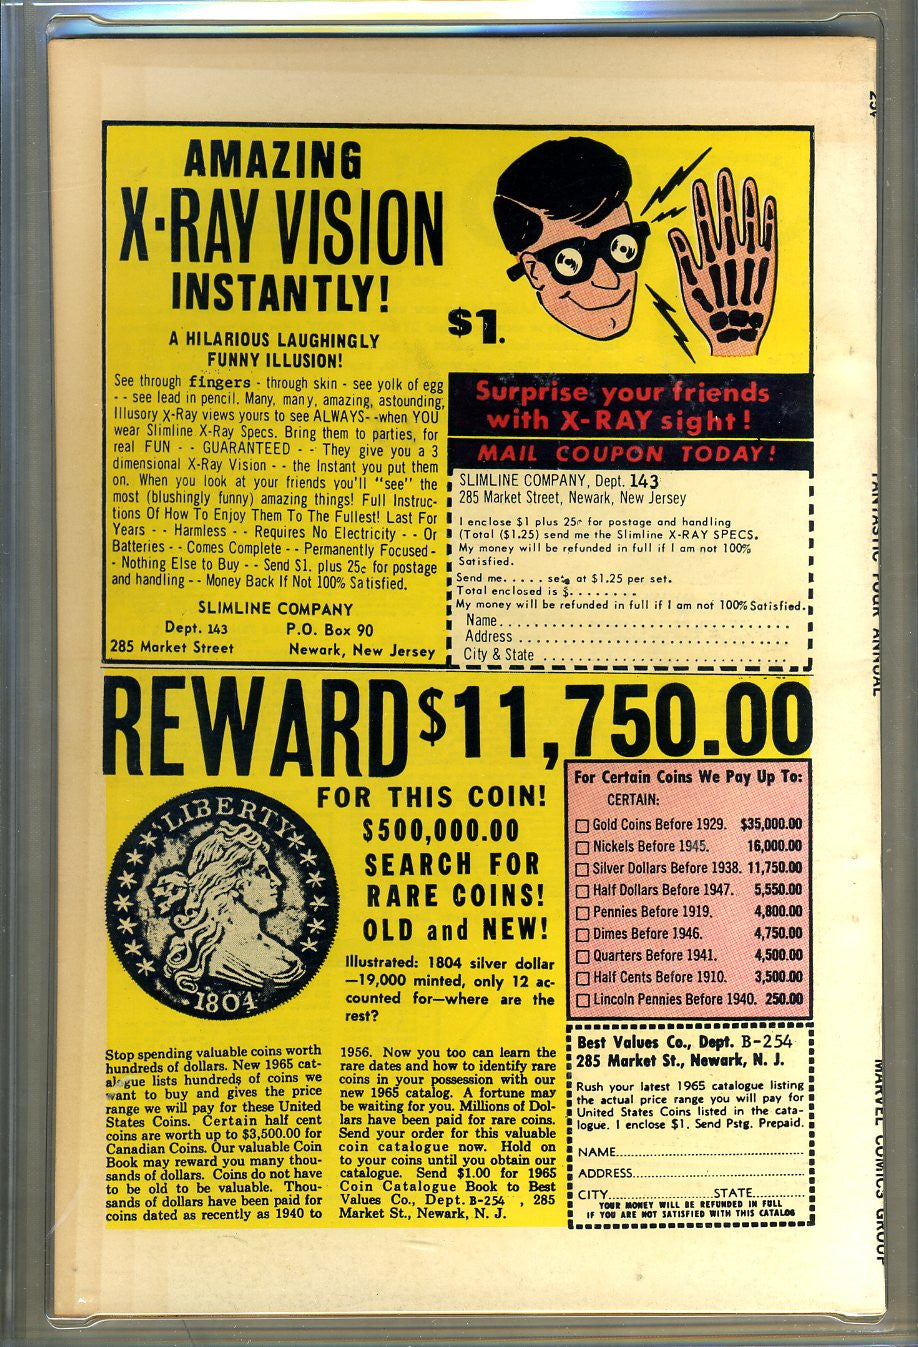 AMAZING
X-RAY VISION
INSTANTLY!
A HILARIOUS LAUGHINGLY
FUNNY ILLUSION!
See through fingers - through skin - see yolk of egg
- - see lead in pencil. Many, many, amazing, astounding,
Illusory X-Ray views yours to see ALWAYS- -when YOU
wear Slimline X-Ray Specs. Bring them to parties, for
real FUN - - GUARANTEED - - They give you a 3
dimensional X-Ray Vision - - the Instant you put them
on. When you look at your friends you'll "see" the
most (blushingly funny) amazing things! Full Instruc-
tions Of How To Enjoy Them To The Fullest! Last For
Years - - Harmless - - Requires No Electricity - - Or
Batteries - - Comes Complete - - Permanently Focused-
- Nothing Else to Buy - - Send $1. plus 25c for postage
and handling - - Money Back If Not 100% Satisfied.
SLIMLINE COMPANY
Dept. 143 P.O. Box 90
285 Market Street Newark, New Jersey
$1.
Surprise your friends
with X-RAY sight!
MAIL COUPON TODAY!
SLIMLINE COMPANY, Dept. 143
285 Market Street, Newark, New Jersey
I enclose $1 plus 25c for postage and handling
(Total ($1.25) send me the Slimline X-RAY SPECS.
My money will be refunded in full if I am not 100%
Satisfied.
Send me..... sets at $1.25 per set.
Total enclosed is $........
My money will be refunded in full if I am not 100% Satisfied.
Name
Address
City & State
REWARD $11,750.00
LIBERTY
1804
FOR THIS COIN!
$500,000.00
SEARCH FOR
RARE COINS!
OLD and NEW!
Illustrated: 1804 silver dollar
—19,000 minted, only 12 ac-
counted for—where are the
rest?
Stop spending valuable coins worth
hundreds of dollars. New 1965 cat-
alogue lists hundreds of coins we
want to buy and gives the price
range we will pay for these United
States Coins. Certain half cent
coins are worth up to $3,500.00 for
Canadian Coins. Our valuable Coin
Book may reward you many thou-
sands of dollars. Coins do not have
to be old to be valuable. Thou-
sands of dollars have been paid for
coins dated as recently as 1940 to
1956. Now you too can learn the
rare dates and how to identify rare
coins in your possession with our
new 1965 catalog. A fortune may
be waiting for you. Millions of Dol-
lars have been paid for rare coins.
Send your order for this valuable
coin catalogue now. Hold on
to your coins until you obtain our
catalogue. Send $1.00 for 1965
Coin Catalogue Book to Best
Values Co., Dept. B-254 , 285
Market St., Newark, N. J.
For Certain Coins We Pay Up To:
CERTAIN:
Gold Coins Before 1929. $35,000.00
Nickels Before 1945. 16,000.00
Silver Dollars Before 1938. 11,750.00
Half Dollars Before 1947. 5,550.00
Pennies Before 1919. 4,800.00
Dimes Before 1946. 4,750.00
Quarters Before 1941. 4,500.00
Half Cents Before 1910. 3,500.00
Lincoln Pennies Before 1940. 250.00
Best Values Co., Dept. B-254
285 Market St., Newark, N. J.
Rush your latest 1965 catalogue listing
the actual price range you will pay for
United States Coins listed in the cata-
logue. I enclose $1. Send Pstg. Prepaid.
NAME
ADDRESS
CITY STATE
YOUR MONEY WILL BE REFUNDED IN FULL
IF YOU ARE NOT SATISFIED WITH THIS CATALOG
FANTASTIC FOUR ANNUAL
MARVEL COMICS GROUP